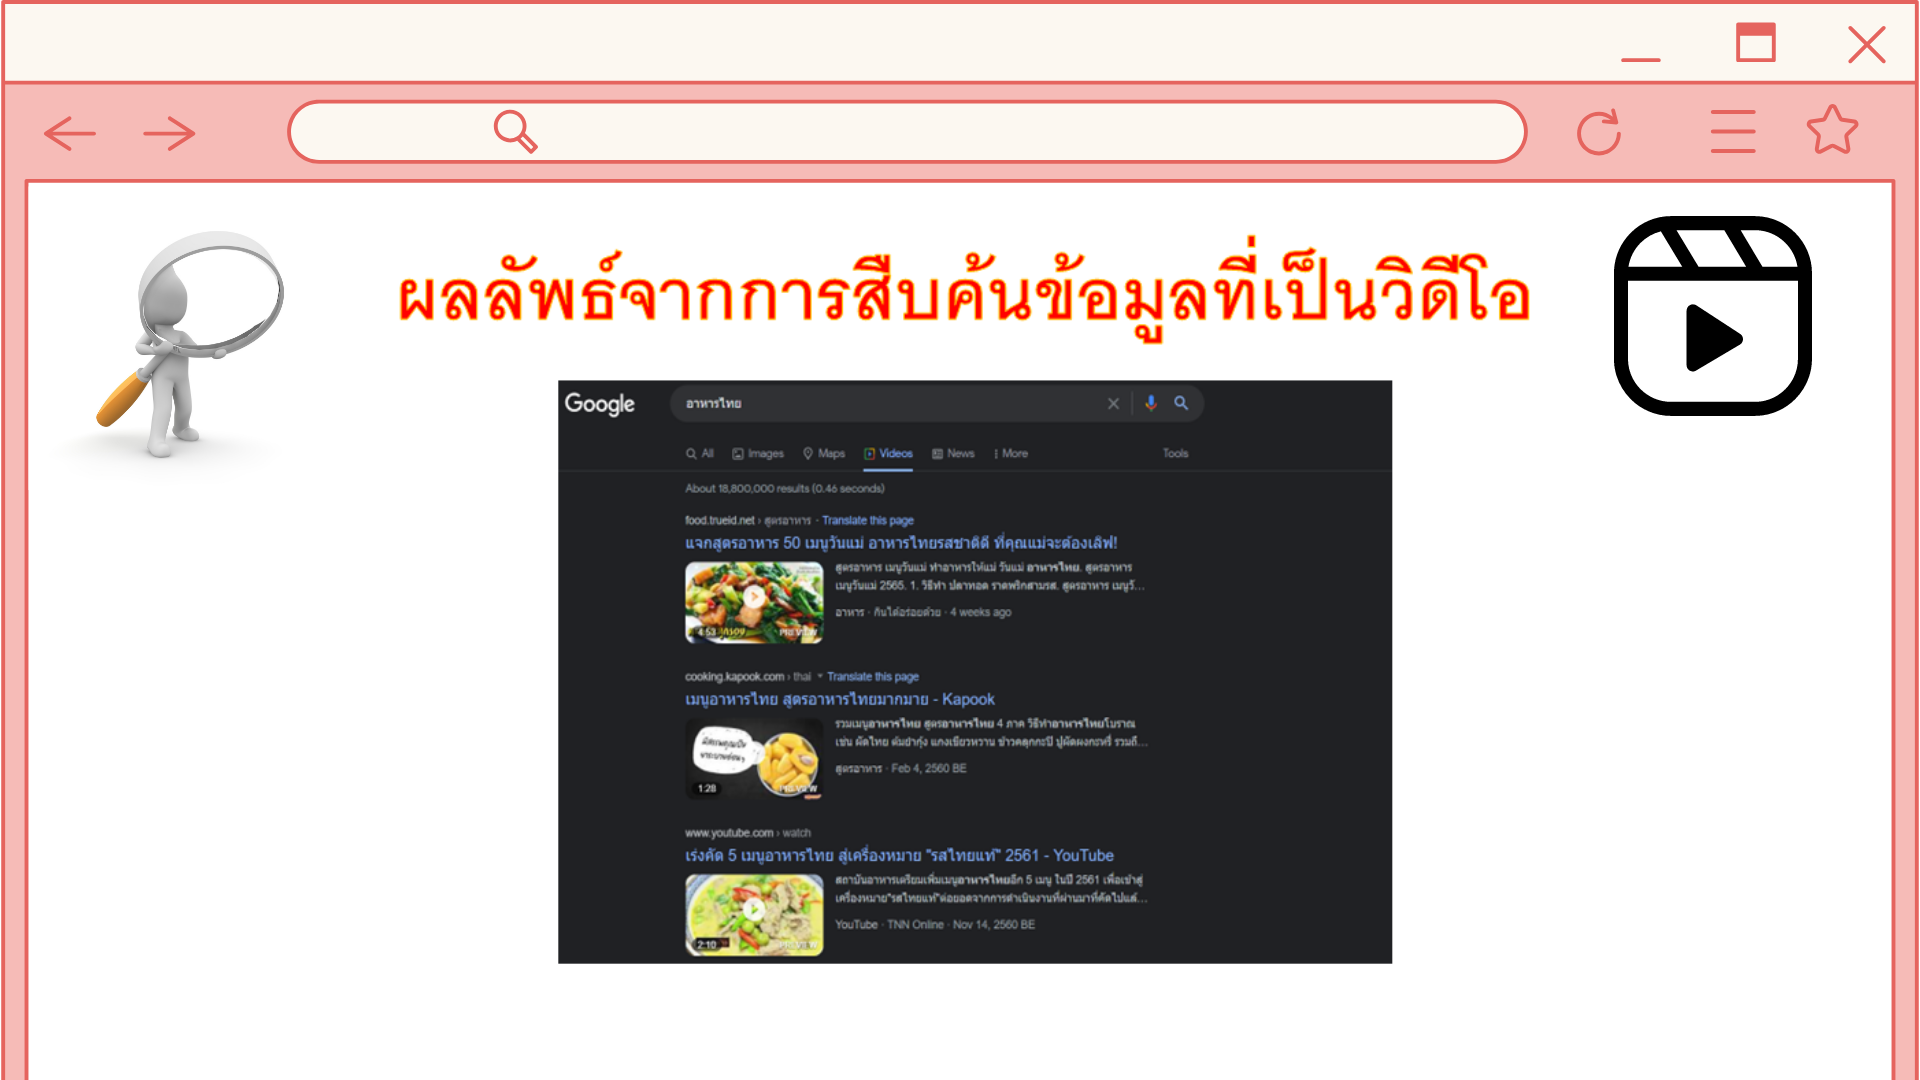 ผลลัพธ์จากการสืบค้นข้อมูลที่เป็นวิดีโอ
Google อาหารไทย
All Images Maps Videos News More Tools
About 18,800,000 results (0.46 seconds)
food.trueid.net › สูตรอาหาร - Translate this page
แจกสูตรอาหาร 50 เมนูวันแม่ อาหารไทยรสชาติดี ที่คุณแม่จะต้องเลิฟ!
สูตรอาหาร เมนูวันแม่ ทำอาหารให้แม่ วันแม่ อาหารไทย. สูตรอาหาร
เมนูวันแม่ 2565. 1. วิธีทำ ปลาทอด ราดพริกสามรส. สูตรอาหาร เมนูวั...
อาหาร · กินได้อร่อยด้วย · 4 weeks ago
4:53 PREVIEW
cooking.kapook.com › thai Translate this page
เมนูอาหารไทย สูตรอาหารไทยมากมาย - Kapook
รวมเมนูอาหารไทย สูตรอาหารไทย 4 ภาค วิธีทำอาหารไทยโบราณ
เช่น ผัดไทย ต้มยำกุ้ง แกงเขียวหวาน ข้าวคลุกกะปิ ปูผัดผงกะหรี่ รวมถึ...
สูตรอาหาร · Feb 4, 2560 BE
1:28 PREVIEW
www.youtube.com › watch
เร่งคัด 5 เมนูอาหารไทย สู่เครื่องหมาย "รสไทยแท้" 2561 - YouTube
สถาบันอาหารเตรียมเพิ่มเมนูอาหารไทยอีก 5 เมนู ในปี 2561 เพื่อเข้าสู่
เครื่องหมาย"รสไทยแท้"ต่อยอดจากการดำเนินงานที่ผ่านมาที่คัดไปแล้...
YouTube · TNN Online · Nov 14, 2560 BE
2:10 PREVIEW